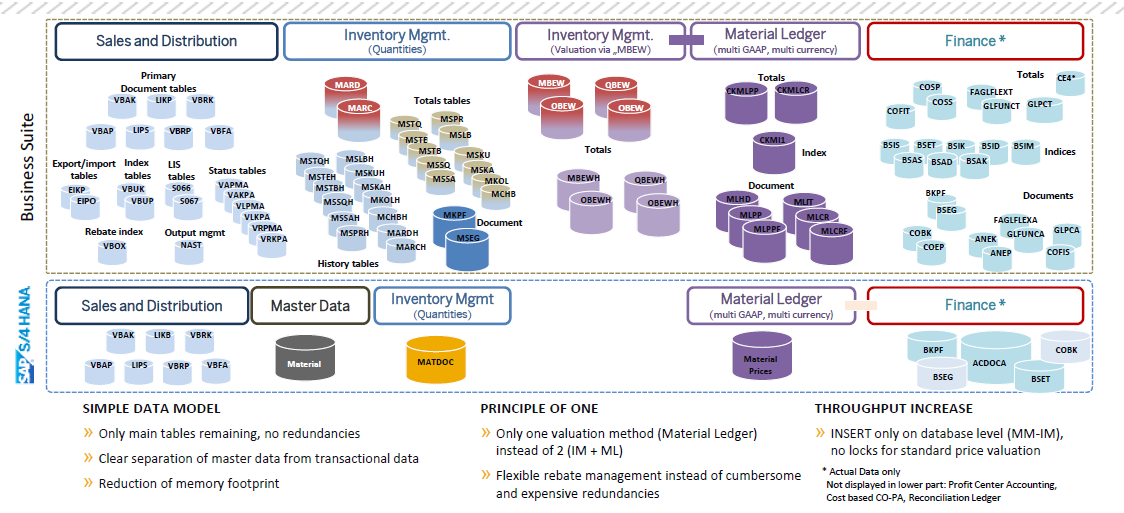 Business Suite
Sales and Distribution
Inventory Mgmt.
(Quantities)
Inventory Mgmt.
(Valuation via „MBEW)
Material Ledger
(multi GAAP, multi currency)
Finance *
Primary
Document tables
VBAK
LIKP
VBRK
VBAP
LIPS
VBRP
VBFA
Export/import
tables
EIKP
EIPO
Index
tables
VBUK
VBUP
LIS
tables
S066
S067
Status tables
VAPMA
VAKPA
VLPMA
VLKPA
VRPMA
VRKPA
Rebate index
VBOX
Output mgmt
NAST
MARD
MARC
Totals tables
MSTQ
MSPR
MSTE
MSLB
MSTB
MSKU
MSSQ
MSKA
MSSA
MKOL
MCHB
MSTQH
MSLBH
MSTEH
MSKUH
MSTBH
MSKAH
MSSQH
MKOLH
MSSAH
MCHBH
MSPRH
MARDH
MARCH
History tables
MKPF
MSEG
Document
MBEW
QBEW
OBEW
OBEW
Totals
MBEWH
QBEWH
OBEWH
OBEWH
Totals
CKMLPP
CKMLCR
CKMI1
Index
Document
MLHD
MLIT
MLPP
MLCR
MLPPF
MLCRF
Totals
CE4*
COSP
FAGLFLEXT
COFIT
COSS
GLFUNCT
GLPCT
BSIS
BSET
BSIK
BSID
BSIM
Indices
BSAS
BSAD
BSAK
BKPF
Documents
BSEG
FAGLFLEXA
COBK
GLFUNCA
GLPCA
ANEK
COEP
ANEP
COFIS
SAP S/4HANA
Sales and Distribution
Master Data
Inventory Mgmt
(Quantities)
Material Ledger
(multi GAAP, multi currency)
Finance *
VBAK
LIKB
VBRK
VBAP
LIPS
VBRP
VBFA
Material
MATDOC
Material
Prices
BKPF
COBK
ACDOCA
BSEG
BSET
SIMPLE DATA MODEL
» Only main tables remaining, no redundancies
» Clear separation of master data from transactional data
» Reduction of memory footprint
PRINCIPLE OF ONE
» Only one valuation method (Material Ledger)
instead of 2 (IM + ML)
» Flexible rebate management instead of cumbersome
and expensive redundancies
THROUGHPUT INCREASE
» INSERT only on database level (MM-IM),
no locks for standard price valuation
* Actual Data only
Not displayed in lower part: Profit Center Accounting,
Cost based CO-PA, Reconciliation Ledger